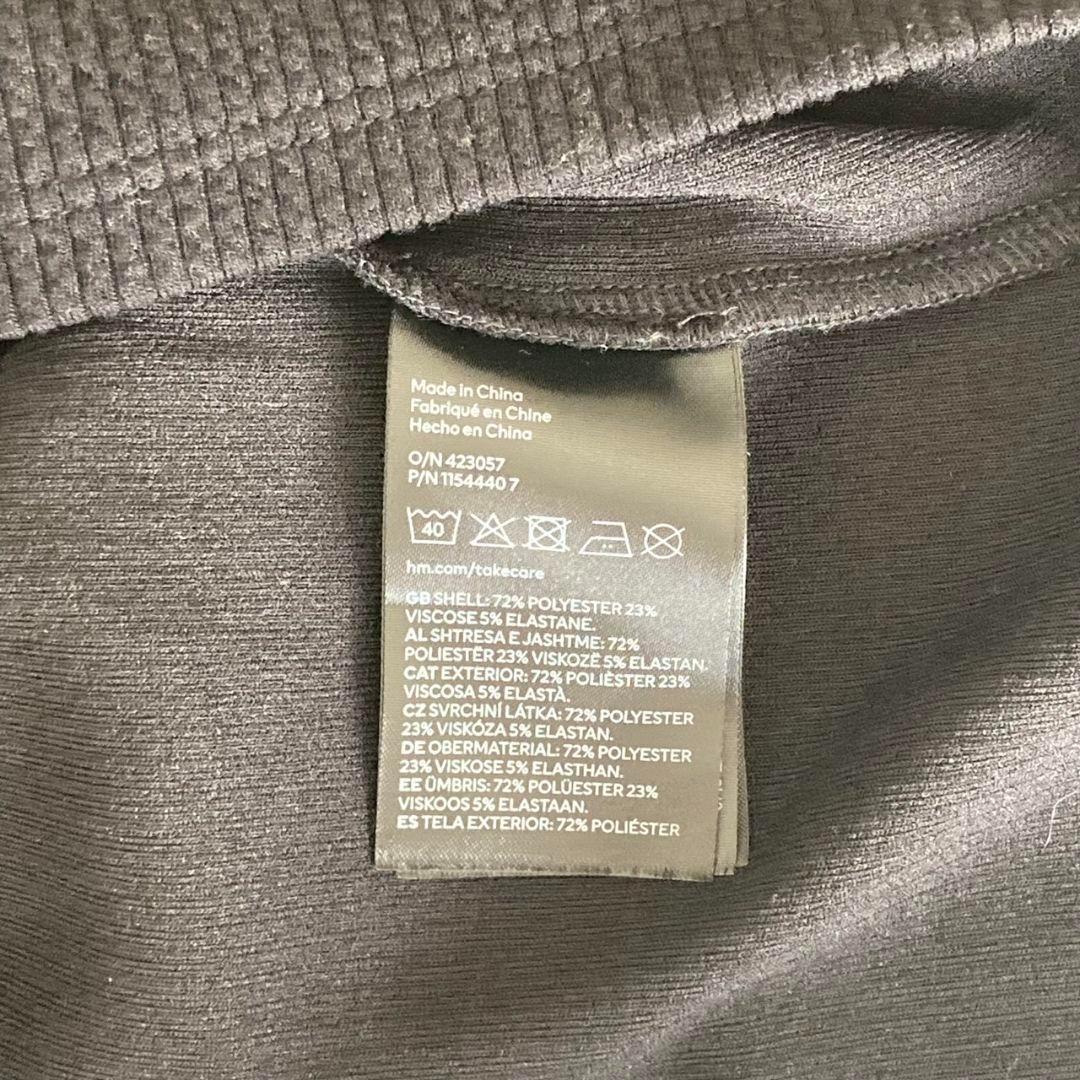 Made in China
Fabriqué en Chine
Hecho en China
O/N 423057
P/N 1154440 7
40
hm.com/takecare
GB SHELL: 72% POLYESTER 23%
VISCOSE 5% ELASTANE.
AL SHTRESA E JASHTME: 72%
POLIESTËR 23% VISKOZË 5% ELASTAN.
CAT EXTERIOR: 72% POLIÈSTER 23%
VISCOSA 5% ELASTÀ.
CZ SVRCHNÍ LÁTKA: 72% POLYESTER
23% VISKÓZA 5% ELASTAN.
DE OBERMATERIAL: 72% POLYESTER
23% VISKOSE 5% ELASTHAN.
EE ÜMBRIS: 72% POLÜESTER 23%
VISKOOS 5% ELASTAAN.
ES TELA EXTERIOR: 72% POLIÉSTER